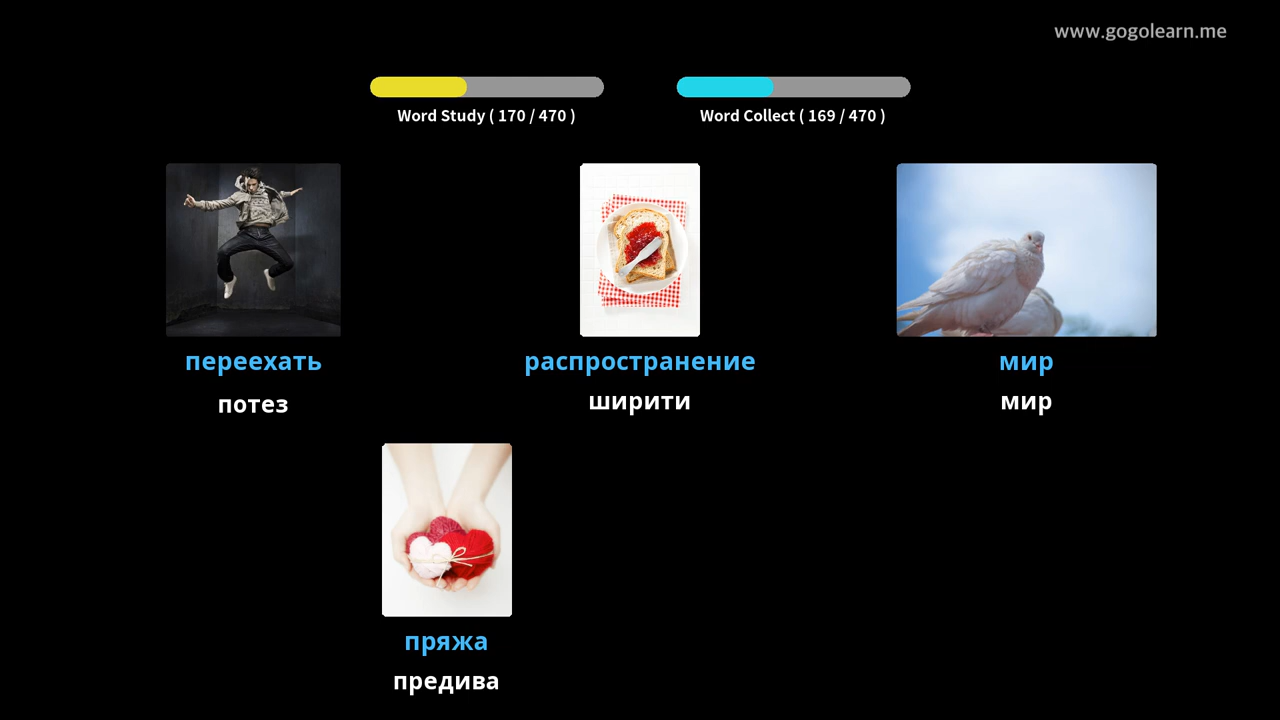 www.gogolearn.me
Word Study ( 170 / 470 )
Word Collect ( 169 / 470 )
переехать
распространение
мир
потез
ширити
мир
пряжа
предива